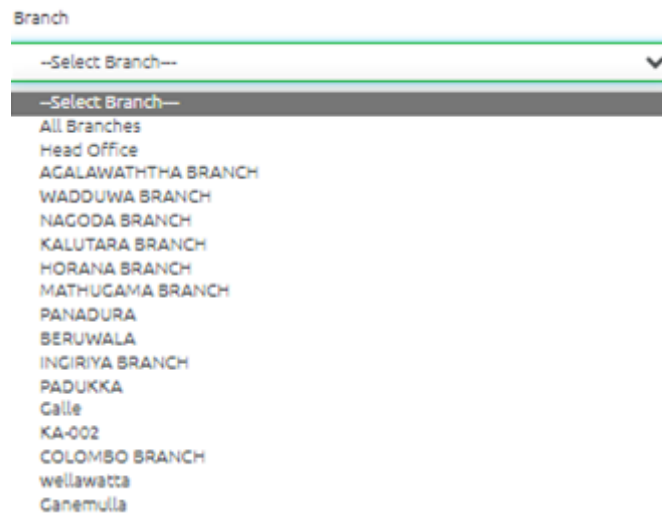 Branch
--Select Branch---
--Select Branch---
All Branches
Head Office
AGALAWATHTHA BRANCH
WADDUWA BRANCH
NAGODA BRANCH
KALUTARA BRANCH
HORANA BRANCH
MATHUGAMA BRANCH
PANADURA
BERUWALA
INGIRIYA BRANCH
PADUKKA
Galle
KA-002
COLOMBO BRANCH
wellawatta
Ganemulla